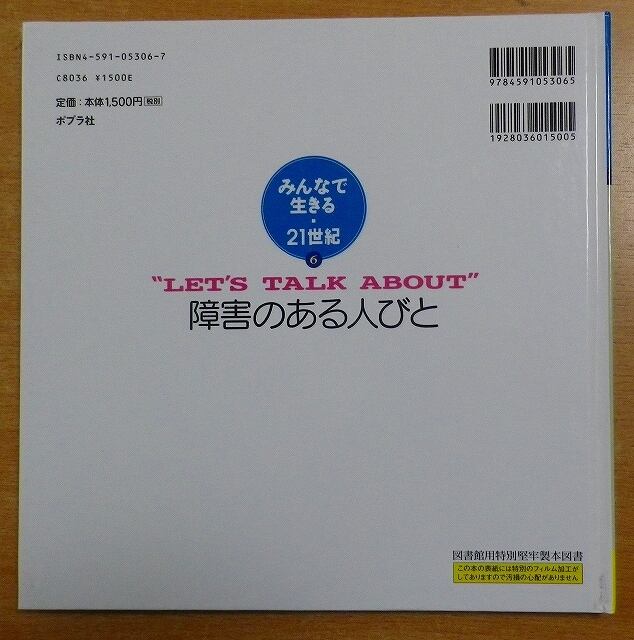 ISBN4-591-05306-7
C8036 ¥1500E
定価：本体1,500円 税別
ポプラ社
9784591053065
1928036015005
みんなで
生きる
・
21世紀
6
"LET'S TALK ABOUT"
障害のある人びと
図書館用特別堅牢製本図書
この本の表紙には特別のフィルム加工が
してありますので汚損の心配がありません